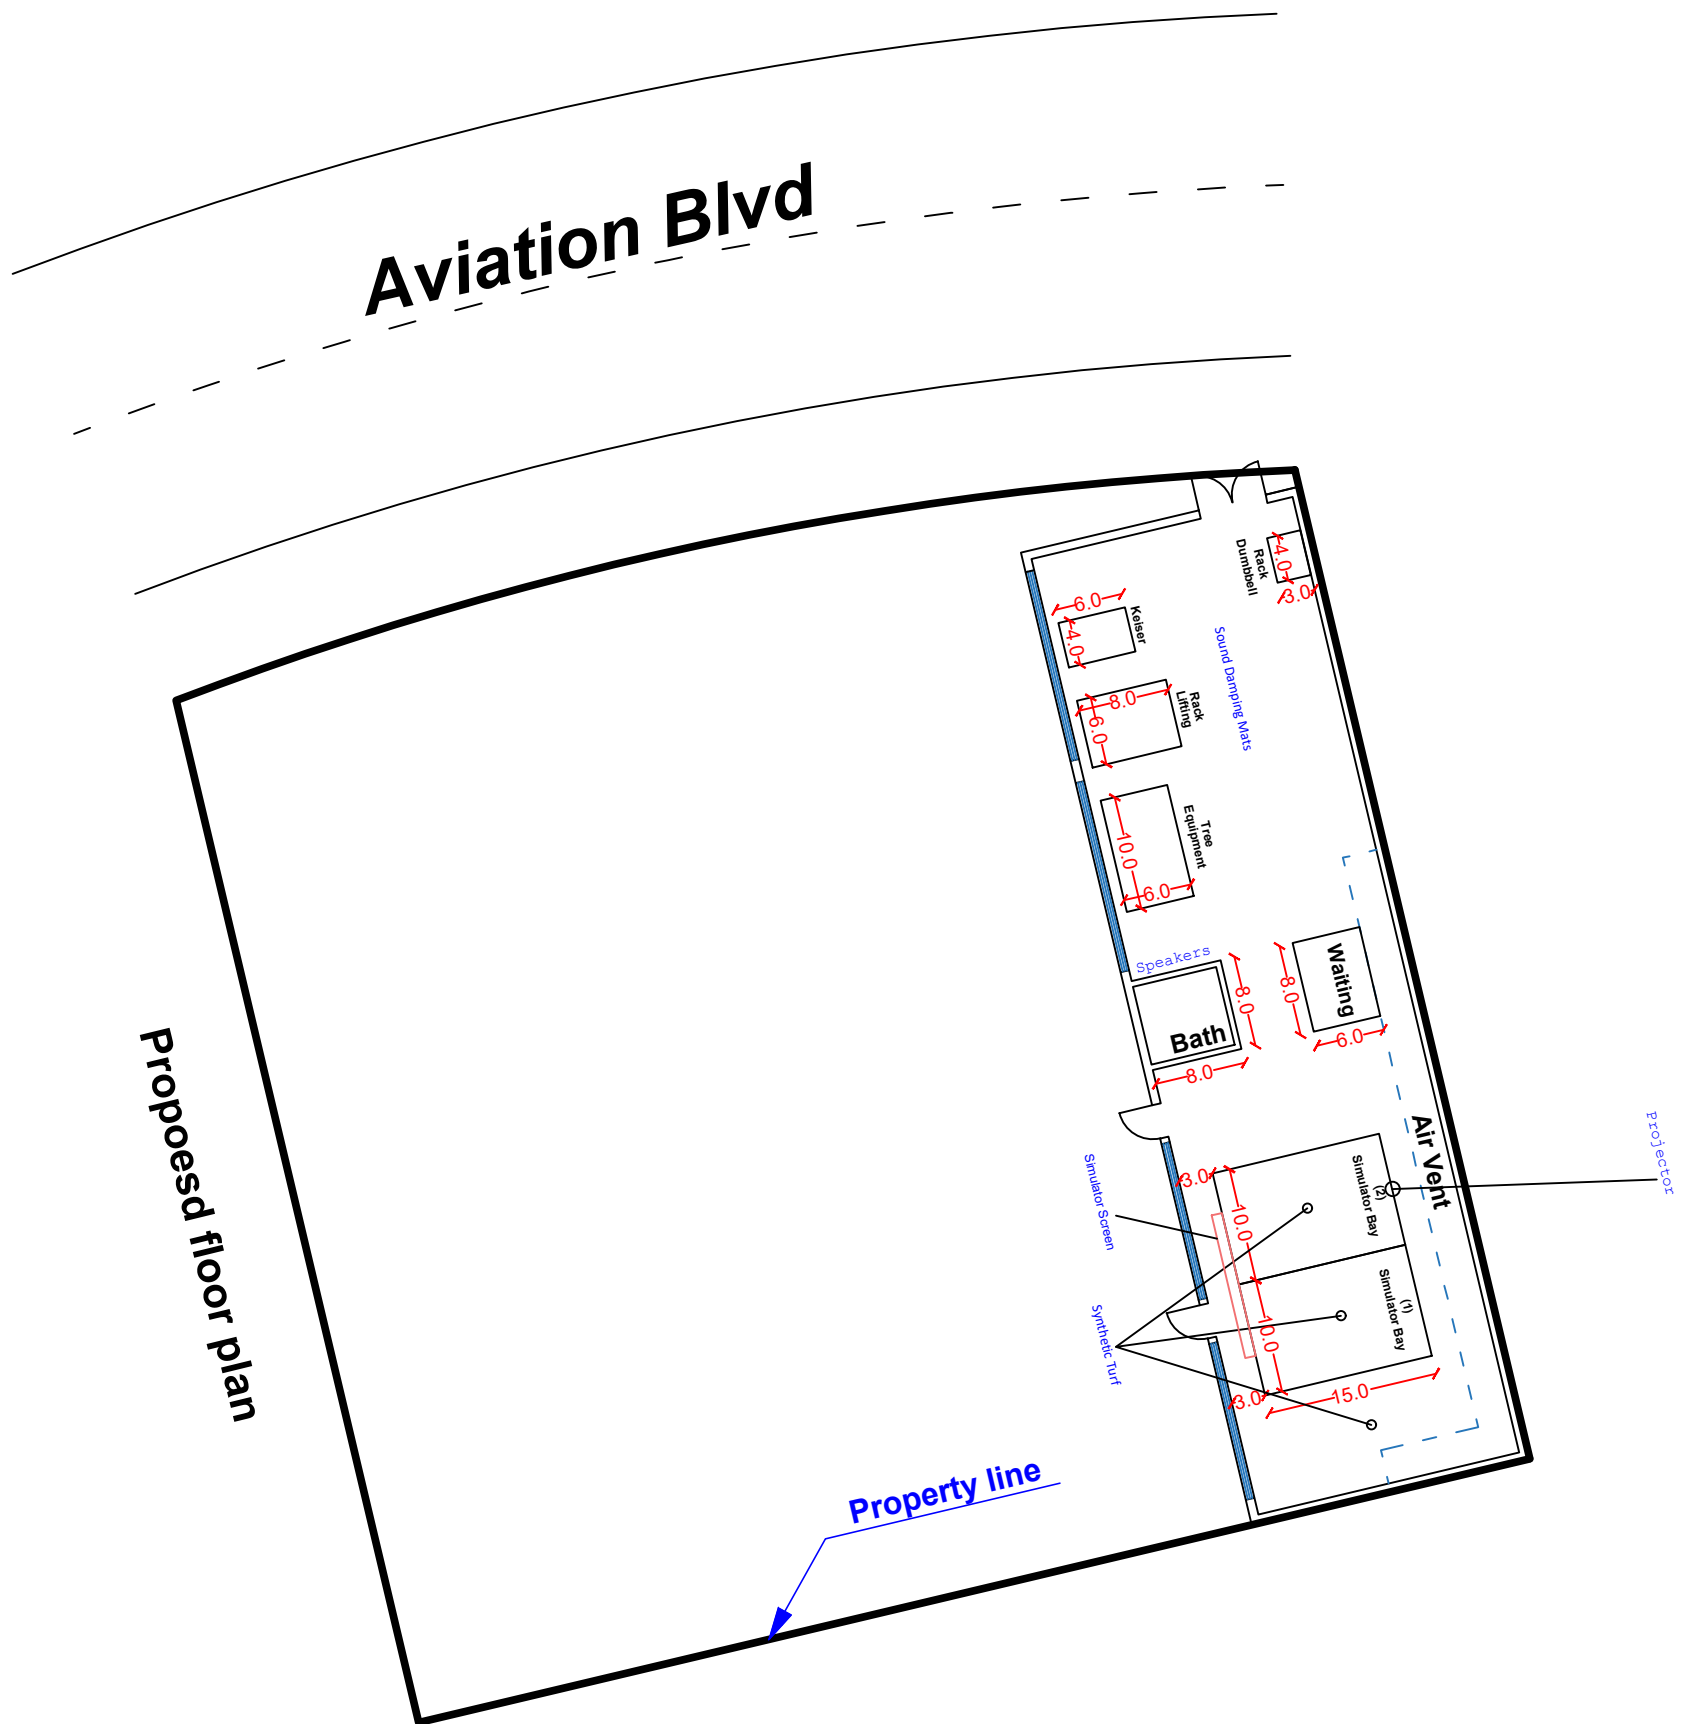 Aviation Blvd
4.0
Rack
Dumbbell
3.0
6.0
Keiser
4.0
Sound Damping Mats
8.0
Rack
Lifting
6.0
Tree
Equipment
10.0
6.0
Speakers
8.0
Bath
8.0
Waiting
8.0
6.0
Air Vent
Projector
Simulator Screen
3.0
10.0
(2)
Simulator Bay
(1)
Simulator Bay
10.0
Synthetic Turf
3.0
15.0
Propoesd floor plan
Property line